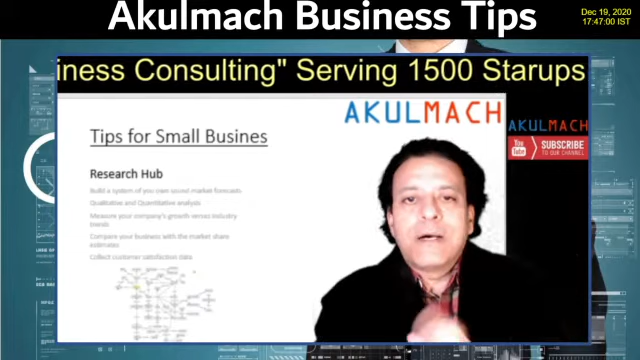 Akulmach Business Tips
Dec 19, 2020
17:47:00 IST
iness Consulting" Serving 1500 Starups
AKULMACH
Tips for Small Busines
AKULMACH
You Tube SUBSCRIBE
TO OUR CHANNEL
Research Hub
Build a system of you own sound market forecasts
Qualitative and Quantitative analysis
Measure your company's growth verses industry
trends
Compare your business with the market share
estimates
Collect customer satisfaction data